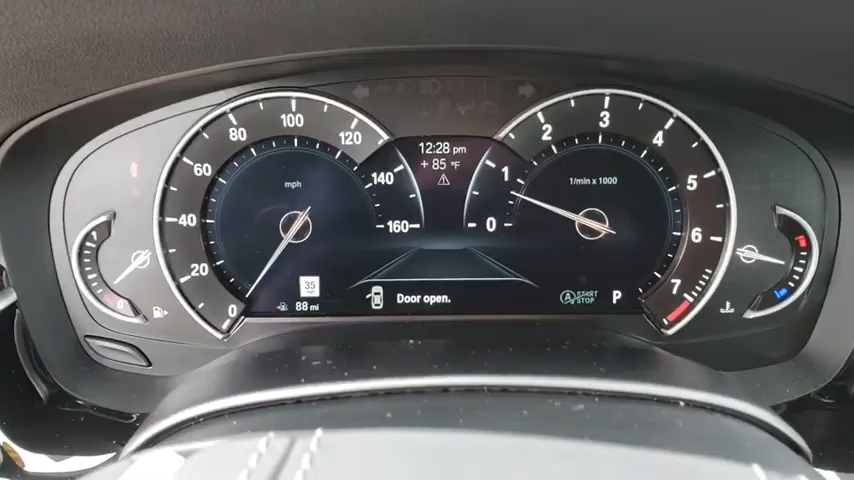 12:28 pm
+ 85 °F
0
20
40
60
80
100
120
140
160
mph
35
88 mi
Door open.
0
1
2
3
4
5
6
7
1/min x 1000
A START
STOP
P
0